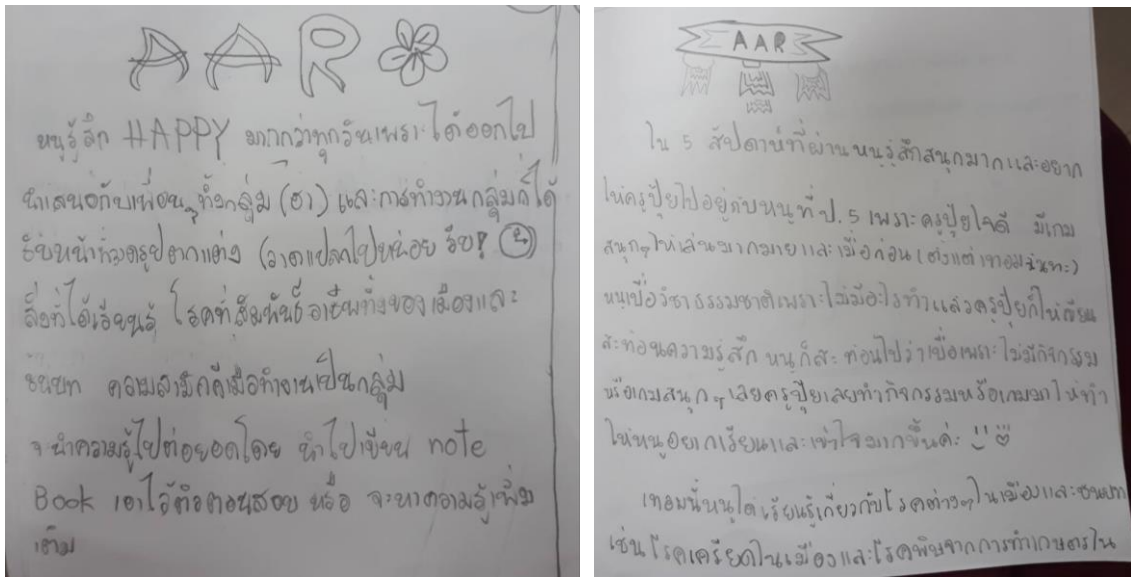 AAR
หนูรู้สึก HAPPY มากกว่าทุกวันเพราะได้ออกไป
นำเสนอกับเพื่อนๆทั้งกลุ่ม (ฮา) และการทำงานกลุ่มก็ได้
รับหน้าที่วาดรูปตกแต่ง (วาดแปลกไปหน่อย
สิ่งที่ได้เรียนรู้ โรคที่สัมพันธ์อาชีพทั้งของเมืองและ
ชนบท ความสามัคคีเมื่อทำงานเป็นกลุ่ม
จะนำความรู้ไปต่อยอดโดย นำไปเขียน note
Book เอาไว้ติวตอนสอบ หรือ จะหาความรู้เพิ่ม
เติม
AAR
ใน 5 สัปดาห์ที่ผ่านหนูรู้สึกสนุกมากและอยาก
ให้ครูปุ๋ยไปอยู่กับหนูที่ป.5 เพราะครูปุ๋ยใจดี มีเกม
สนุกๆให้เล่นมากมายและเมื่อก่อน (ตั้งแต่เทอมฉันทะ)
หนูเบื่อวิชาธรรมชาติเพราะไม่มีอะไรทำแล้วครูปุ๋ยก็ให้เขียน
สะท้อนความรู้สึก หนูก็สะท้อนไปว่าเบื่อเพราะไม่มีกิจกรรม
หรือเกมสนุกๆเลยครูปุ๋ยเลยทำกิจกรรมหรือเกมมาให้ทำ
ให้หนูอยากเรียนและเข้าใจมากขึ้นค่ะ
เทอมนี้หนูได้เรียนรู้เกี่ยวกับโรคต่างๆในเมืองและชนบท
เช่นโรคเครียดในเมืองและโรคพิษจากการทำเกษตรใน